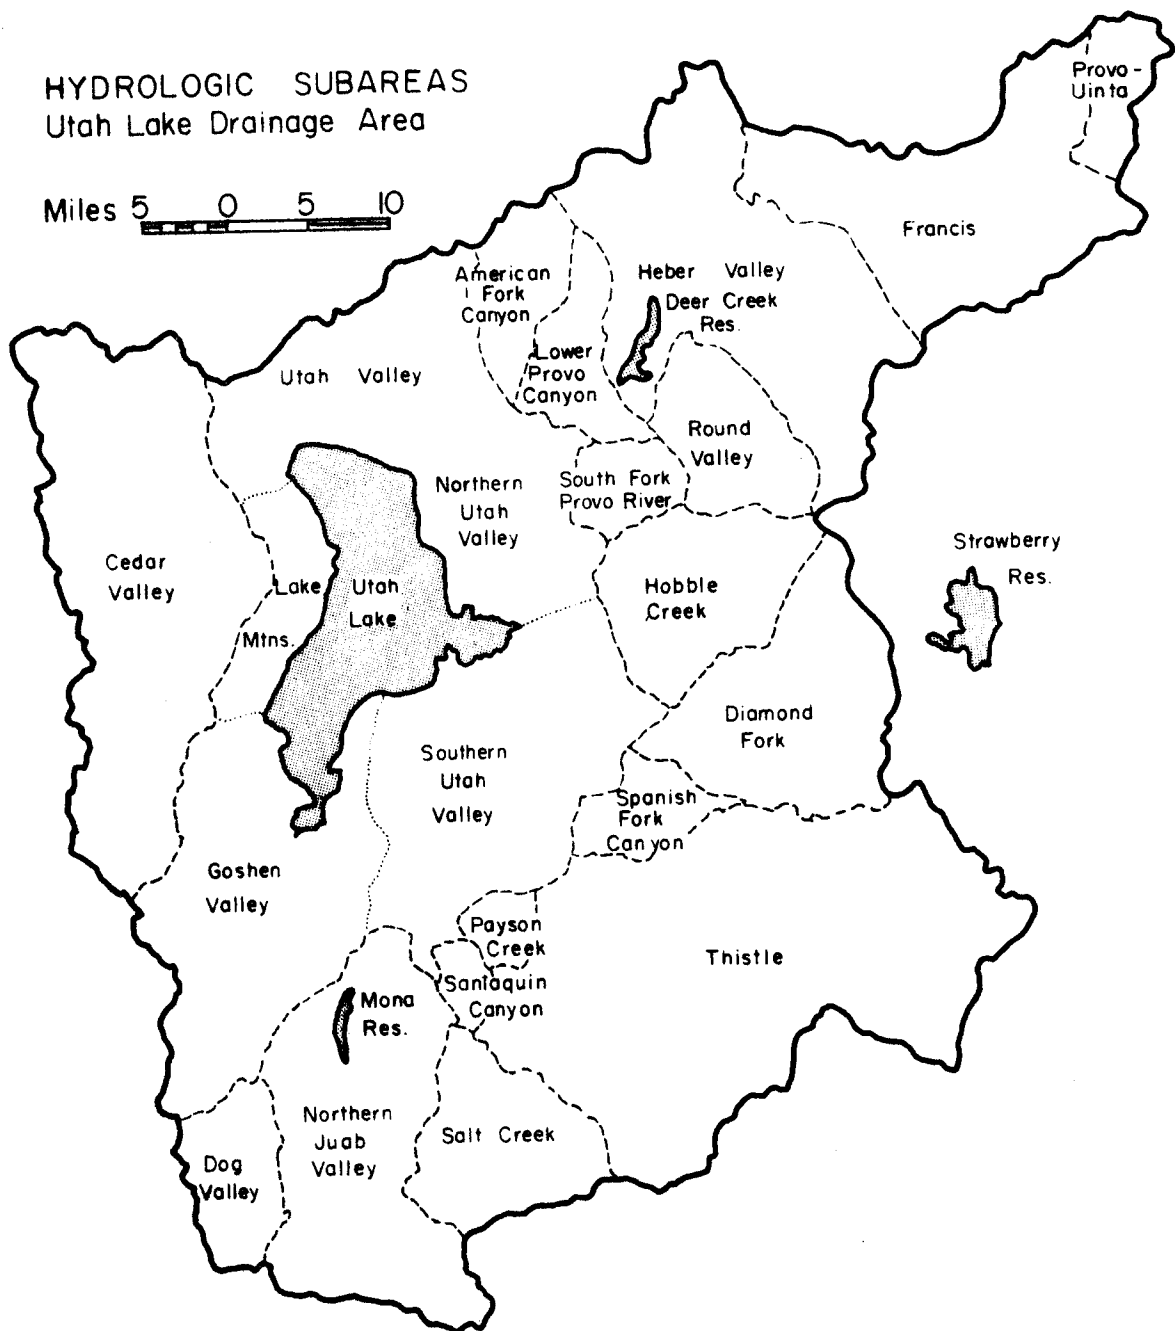 HYDROLOGIC SUBAREAS
Utah Lake Drainage Area
Miles 5 0 5 10
Provo-
Uinta
Francis
American
Fork
Canyon
Heber Valley
Deer Creek
Res.
Lower
Provo
Canyon
Utah Valley
Round
Valley
South Fork
Provo River
Northern
Utah
Valley
Strawberry
Res.
Cedar
Valley
Lake
Mtns.
Utah
Lake
Hobble
Creek
Diamond
Fork
Southern
Utah
Valley
Spanish
Fork
Canyon
Goshen
Valley
Payson
Creek
Thistle
Santaquin
Canyon
Mona
Res.
Northern
Juab
Valley
Salt Creek
Dog
Valley